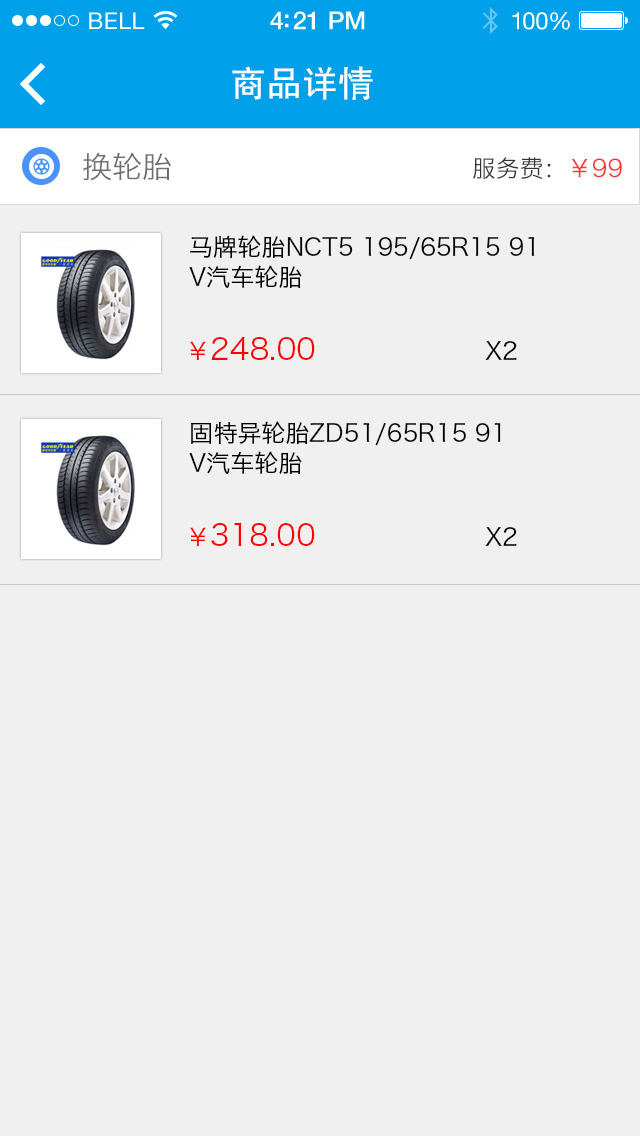 BELL 4:21 PM 100%
商品详情
换轮胎 服务费：￥99
马牌轮胎NCT5 195/65R15 91
V汽车轮胎
￥248.00 X2
固特异轮胎ZD51/65R15 91
V汽车轮胎
￥318.00 X2
GOODYEAR
GOODYEAR